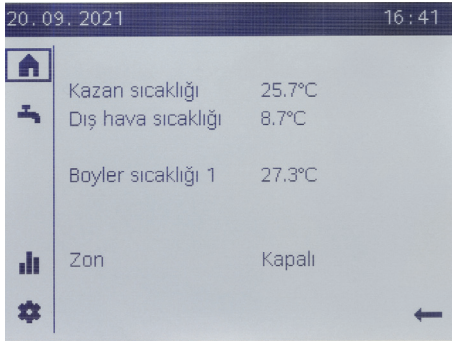 20.09.2021 16:41
Kazan sıcaklığı 25.7°C
Dış hava sıcaklığı 8.7°C
Boyler sıcaklığı 1 27.3°C
Zon Kapalı